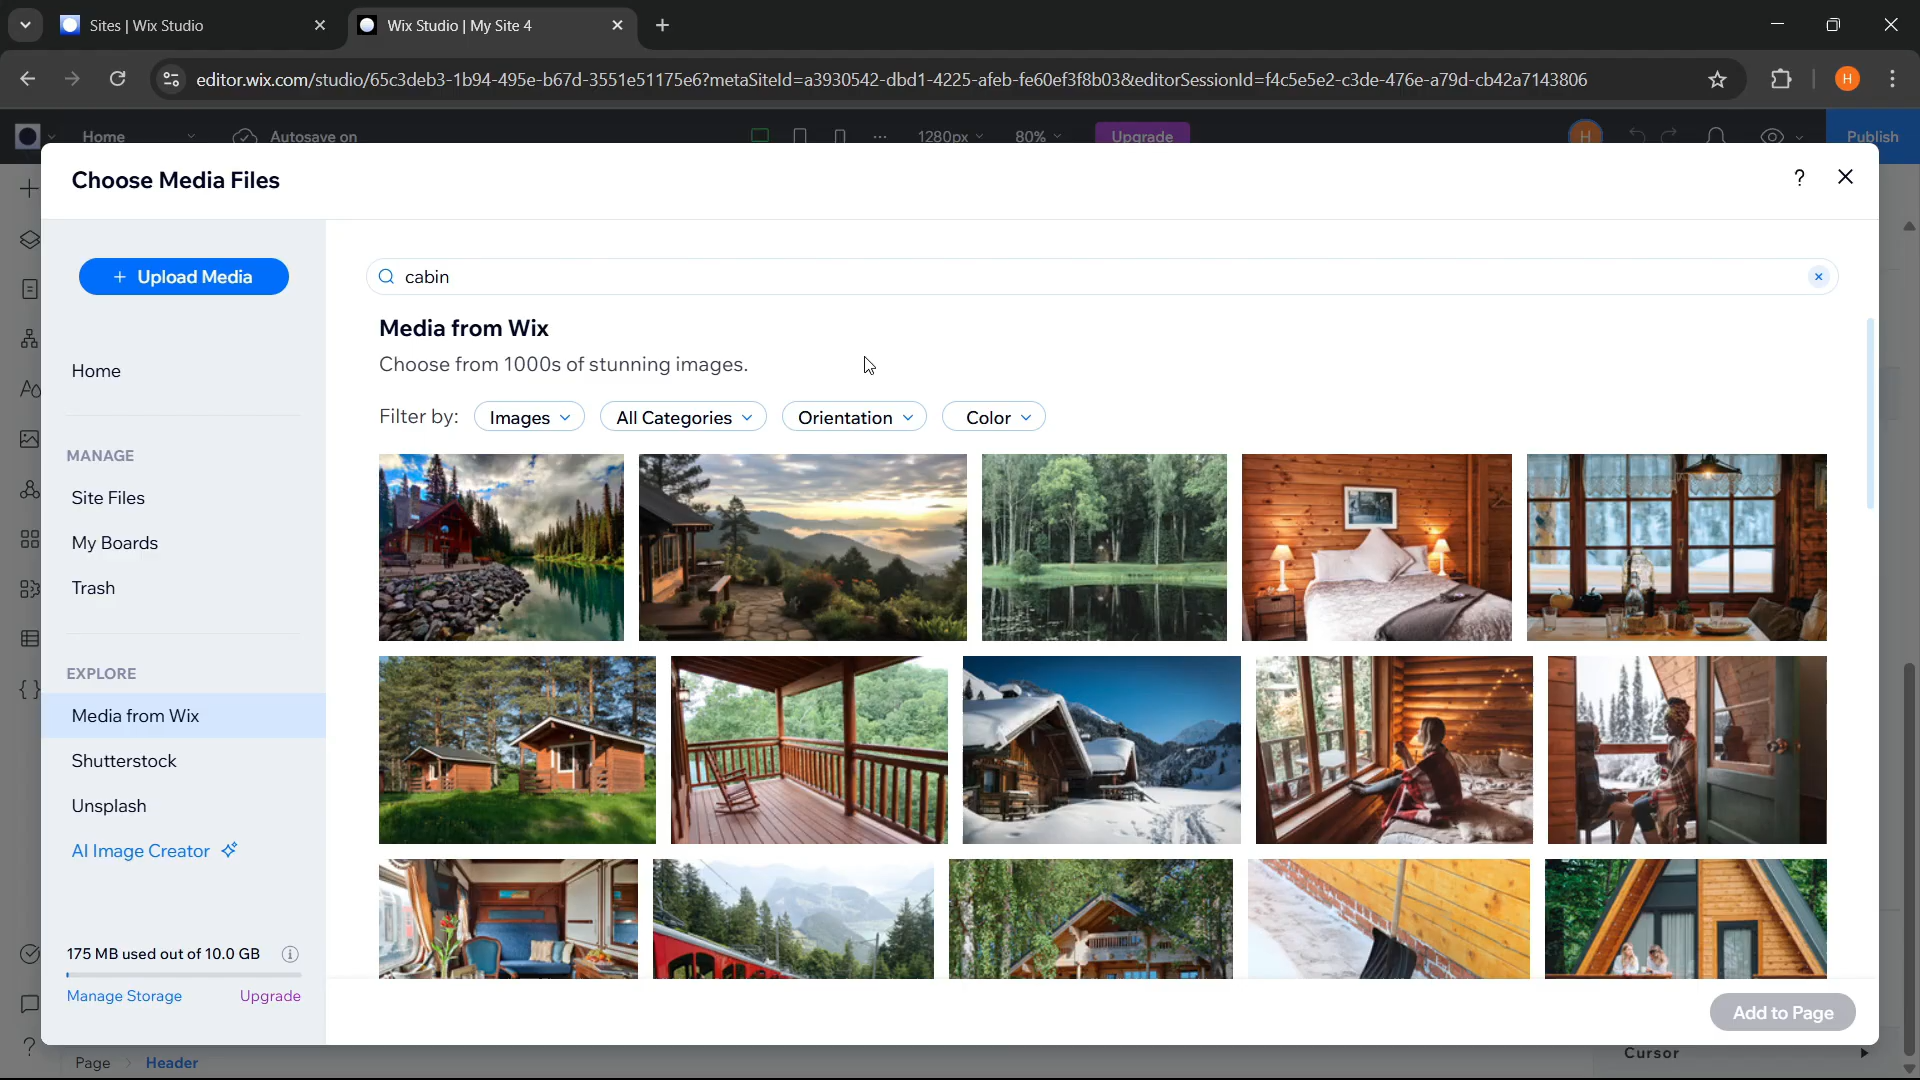 Sites | Wix Studio
Wix Studio | My Site 4
editor.wix.com/studio/65c3deb3-1b94-495e-b67d-3551e51175e6?metaSiteId=a3930542-dbd1-4225-afeb-fe60ef3f8b03&editorSessionId=f4c5e5e2-c3de-476e-a79d-cb42a7143806
H
Home
Autosave on
1280px
80%
Upgrade
H
Publish
Choose Media Files
?
+ Upload Media
cabin
Media from Wix
Choose from 1000s of stunning images.
Filter by:
Images
All Categories
Orientation
Color
Home
MANAGE
Site Files
My Boards
Trash
EXPLORE
Media from Wix
Shutterstock
Unsplash
AI Image Creator
175 MB used out of 10.0 GB
Manage Storage
Upgrade
Add to Page
Page
Header
Cursor